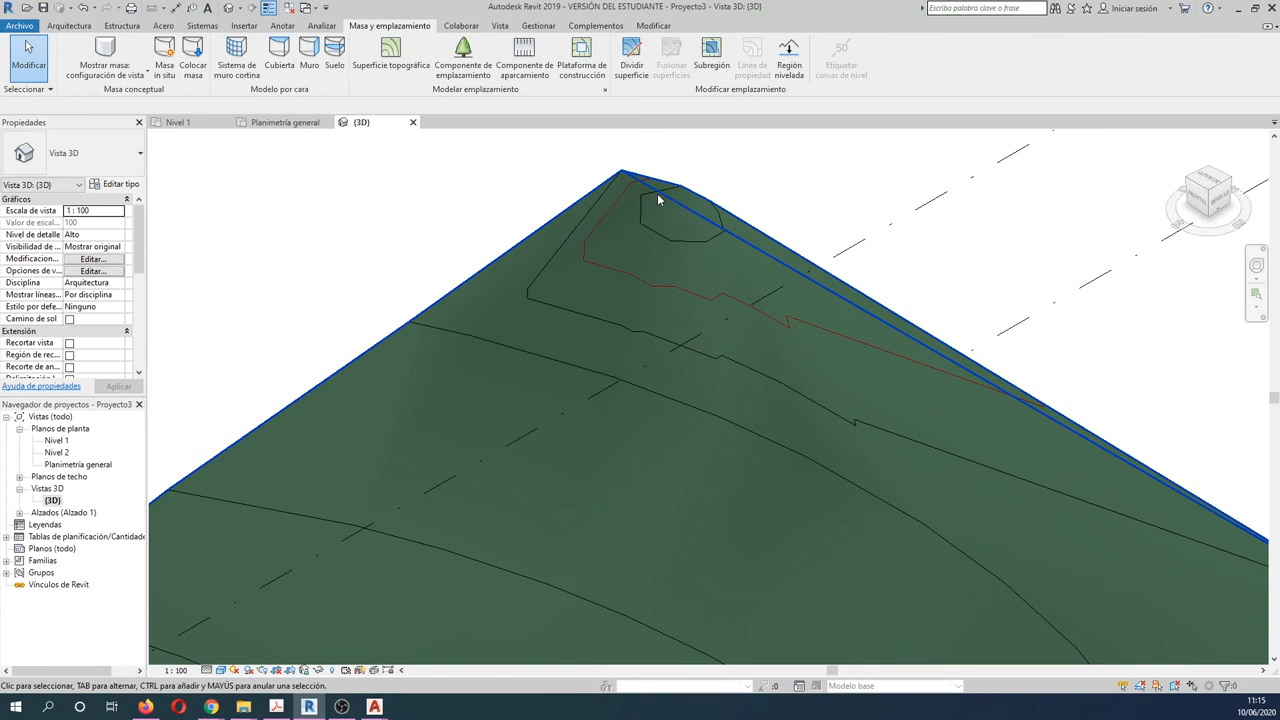 Autodesk Revit 2019 - VERSIÓN DEL ESTUDIANTE - Proyecto3 - Vista 3D: {3D}
Escriba palabra clave o frase
Iniciar sesión
Archivo Arquitectura Estructura Acero Sistemas Insertar Anotar Analizar Masa y emplazamiento Colaborar Vista Gestionar Complementos Modificar
Modificar
Mostrar masa:
configuración de vista
Masa
in situ
Colocar
masa
Sistema de
muro cortina
Cubierta
Muro
Suelo
Superficie topográfica
Componente de
emplazamiento
Componente de
aparcamiento
Plataforma de
construcción
Dividir
superficie
Fusionar
superficies
Subregión
Línea de
propiedad
Región
nivelada
50
Etiquetar
curvas de nivel
Seleccionar
Masa conceptual
Modelo por cara
Modelar emplazamiento
Modificar emplazamiento
Propiedades
Nivel 1
Planimetría general
{3D}
Vista 3D
Vista 3D: {3D}
Editar tipo
Gráficos
Escala de vista 1 : 100
Valor de escal... 100
Nivel de detalle Alto
Visibilidad de ... Mostrar original
Modificacion... Editar...
Opciones de v... Editar...
Disciplina Arquitectura
Mostrar líneas... Por disciplina
Estilo por defe... Ninguno
Camino de sol
Extensión
Recortar vista
Región de rec...
Recorte de an...
Ayuda de propiedades
Aplicar
Navegador de proyectos - Proyecto3
Vistas (todo)
Planos de planta
Nivel 1
Nivel 2
Planimetría general
Planos de techo
Vistas 3D
{3D}
Alzados (Alzado 1)
Leyendas
Tablas de planificación/Cantidade
Planos (todo)
Familias
Grupos
Vínculos de Revit
1 : 100
Clic para seleccionar, TAB para alternar, CTRL para añadir y MAYÚS para anular una selección.
:0
Modelo base
:0
11:15
10/06/2020